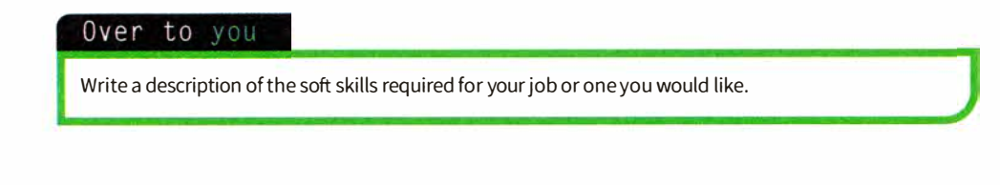 Over to you
Write a description of the soft skills required for your job or one you would like.